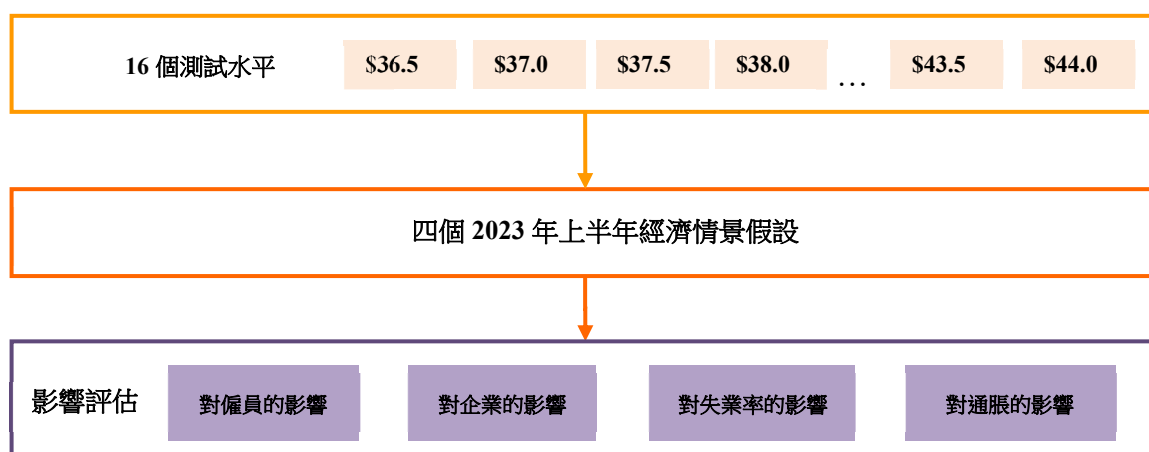 16 個測試水平 $36.5 $37.0 $37.5 $38.0 … $43.5 $44.0
四個 2023 年上半年經濟情景假設
影響評估 對僱員的影響 對企業的影響 對失業率的影響 對通脹的影響